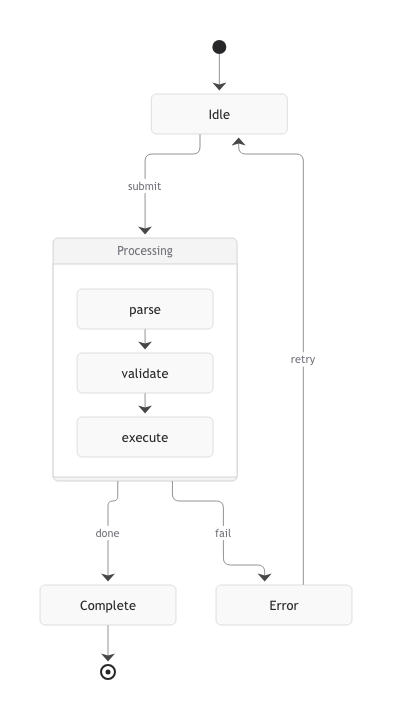 Idle
submit
Processing
parse
validate
retry
execute
done
fail
Complete
Error